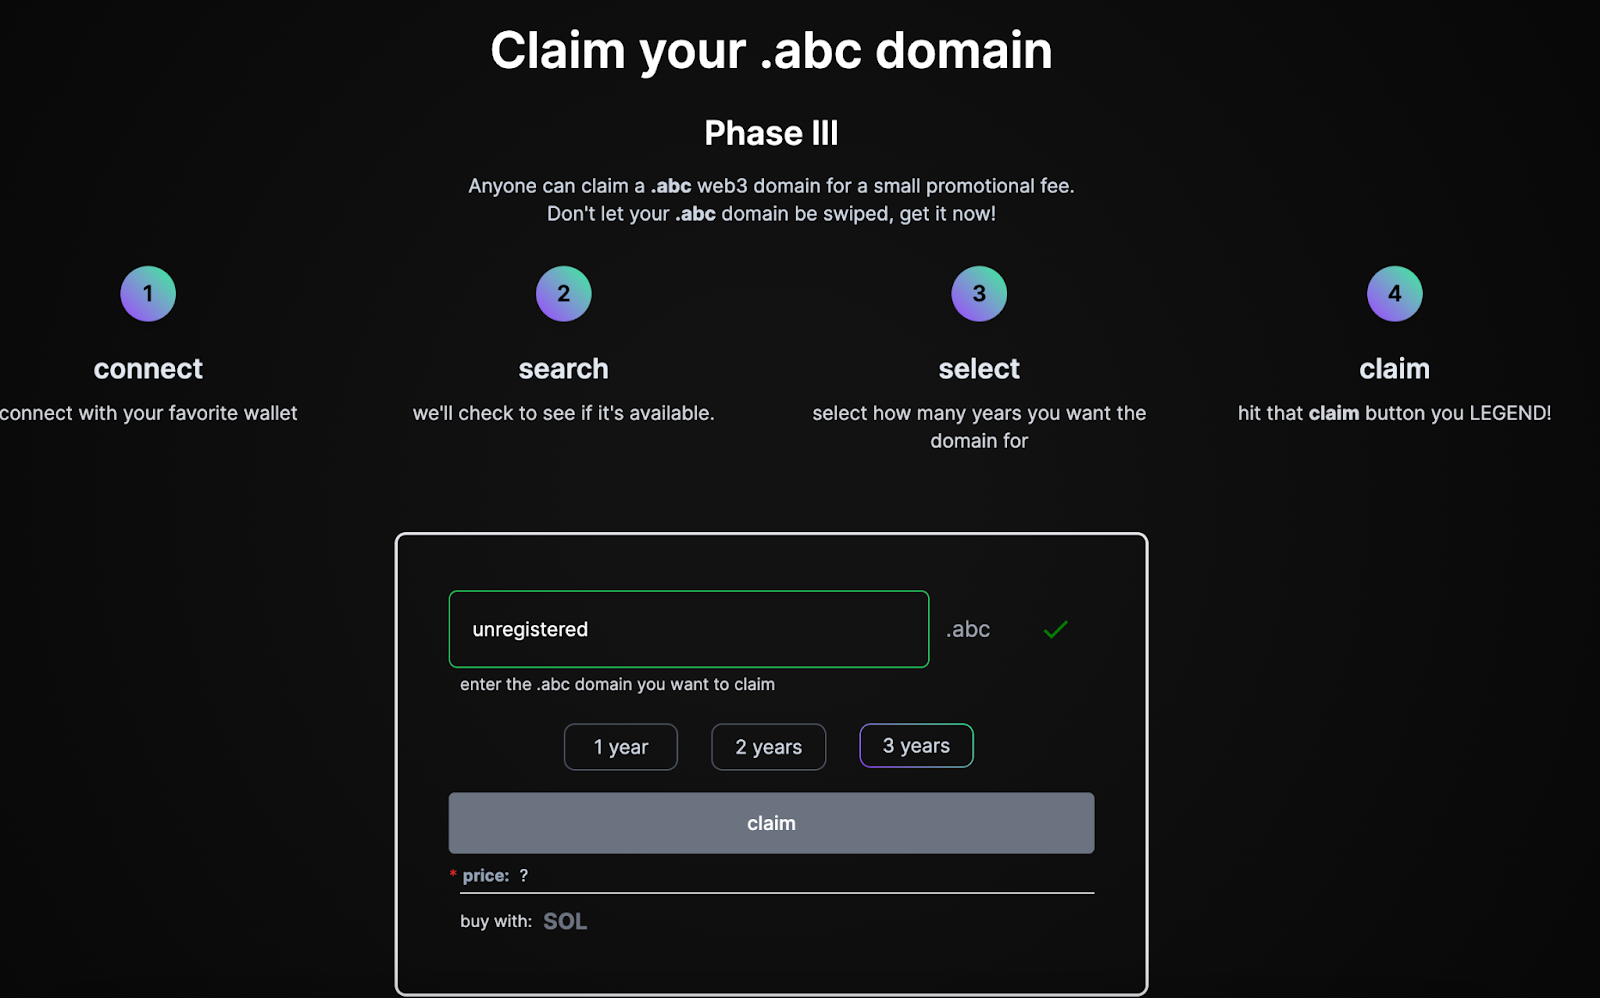 Claim your .abc domain
Phase III
Anyone can claim a .abc web3 domain for a small promotional fee.
Don't let your .abc domain be swiped, get it now!
1
connect
connect with your favorite wallet
2
search
we'll check to see if it's available.
3
select
select how many years you want the
domain for
4
claim
hit that claim button you LEGEND!
unregistered .abc
enter the .abc domain you want to claim
1 year 2 years 3 years
claim
* price: ?
buy with: SOL